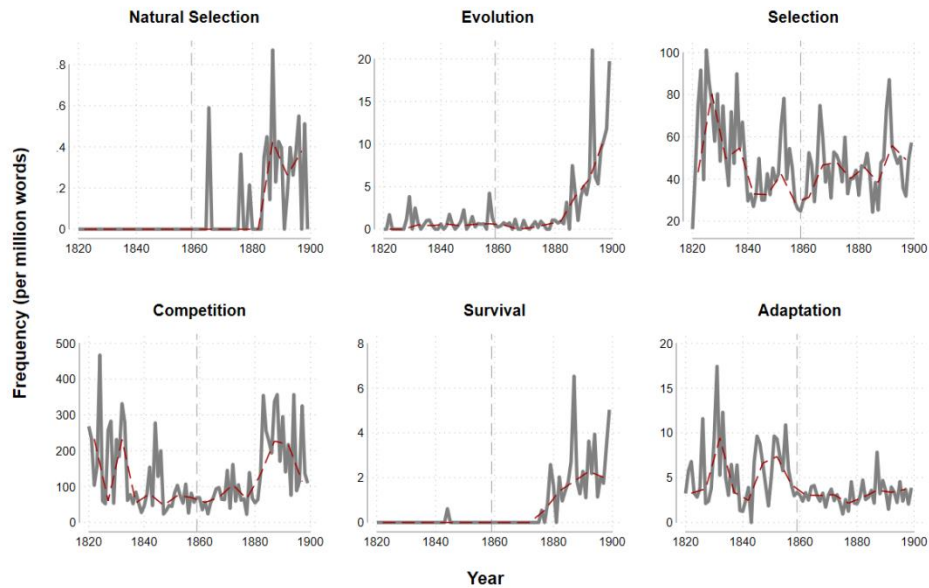 Natural Selection
Evolution
Selection
.8
.6
.4
.2
0
1820 1840 1860 1880 1900
20
15
10
5
0
1820 1840 1860 1880 1900
100
80
60
40
20
1820 1840 1860 1880 1900
Frequency (per million words)
Competition
Survival
Adaptation
500
400
300
200
100
0
1820 1840 1860 1880 1900
8
6
4
2
0
1820 1840 1860 1880 1900
20
15
10
5
0
1820 1840 1860 1880 1900
Year